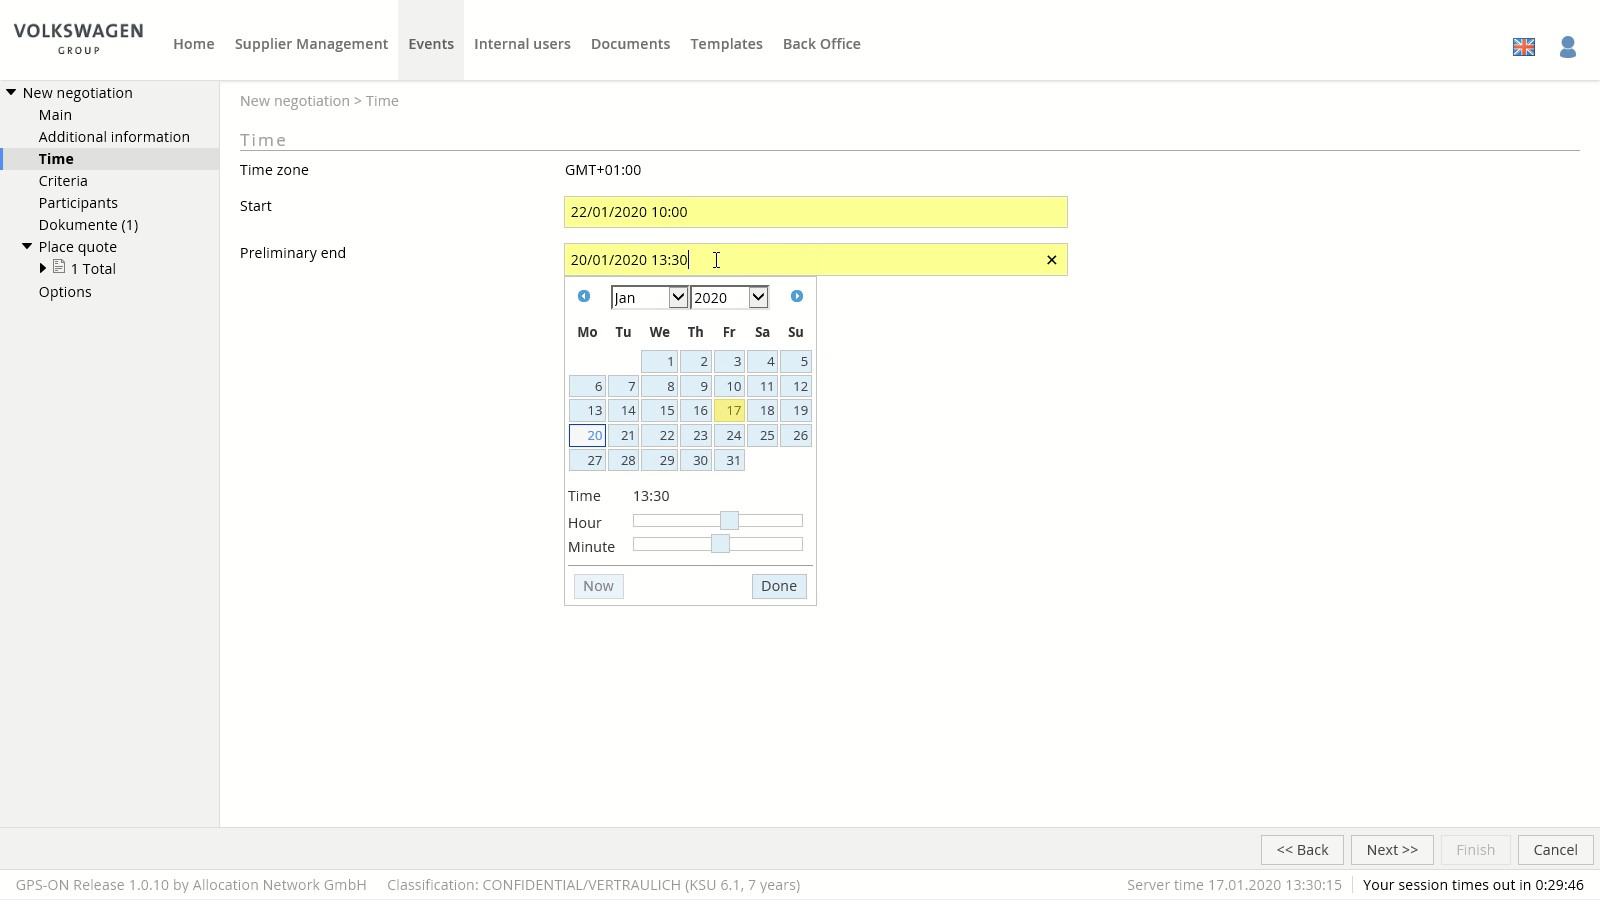 VOLKSWAGEN
GROUP
Home Supplier Management Events Internal users Documents Templates Back Office
New negotiation
Main
Additional information
Time
Criteria
Participants
Dokumente (1)
Place quote
1 Total
Options
New negotiation > Time
Time
Time zone GMT+01:00
Start 22/01/2020 10:00
Preliminary end 20/01/2020 13:30
Jan 2020
Mo Tu We Th Fr Sa Su
1 2 3 4 5
6 7 8 9 10 11 12
13 14 15 16 17 18 19
20 21 22 23 24 25 26
27 28 29 30 31
Time 13:30
Hour
Minute
Now Done
<< Back Next >> Finish Cancel
GPS-ON Release 1.0.10 by Allocation Network GmbH Classification: CONFIDENTIAL/VERTRAULICH (KSU 6.1, 7 years) Server time 17.01.2020 13:30:15 Your session times out in 0:29:46